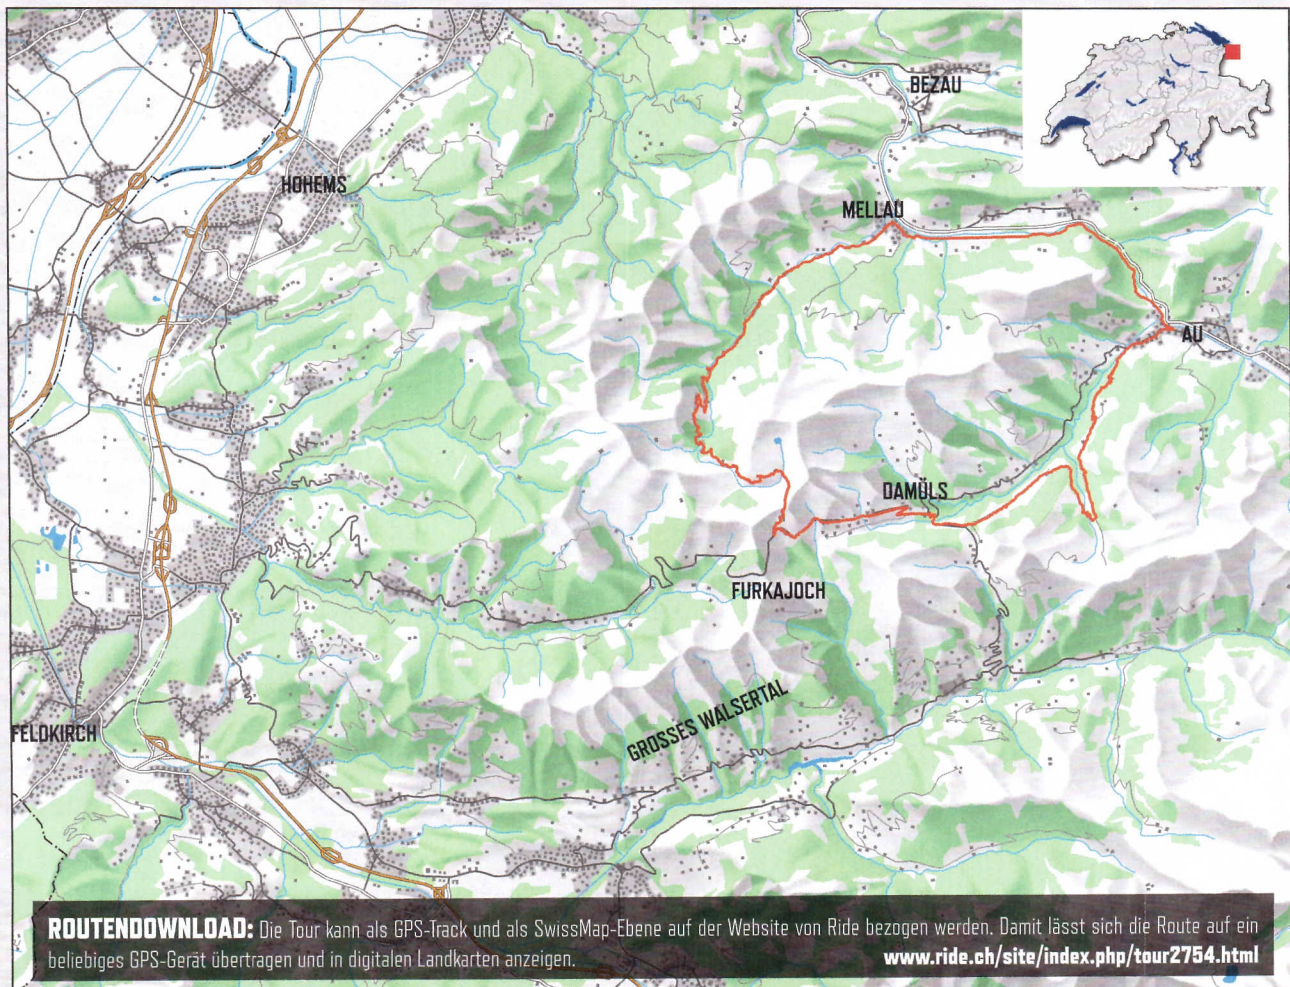 BEZAU
HOHEMS
MELLAU
AU
DAMÜLS
FURKAJOCH
GROSSES WALSERTAL
FELDKIRCH
ROUTENDOWNLOAD: Die Tour kann als GPS-Track und als SwissMap-Ebene auf der Website von Ride bezogen werden. Damit lässt sich die Route auf ein
beliebiges GPS-Gerät übertragen und in digitalen Landkarten anzeigen. www.ride.ch/site/index.php/tour2754.html